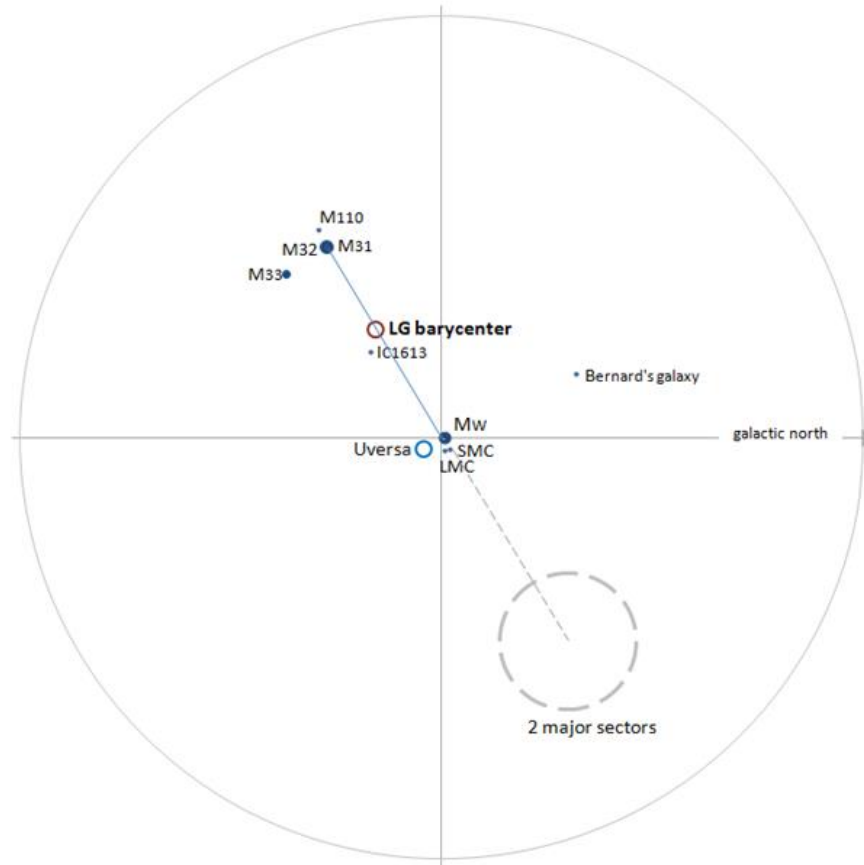 M110
M32
M31
M33
LG barycenter
IC1613
Bernard's galaxy
MW
galactic north
Uversa
SMC
LMC
2 major sectors